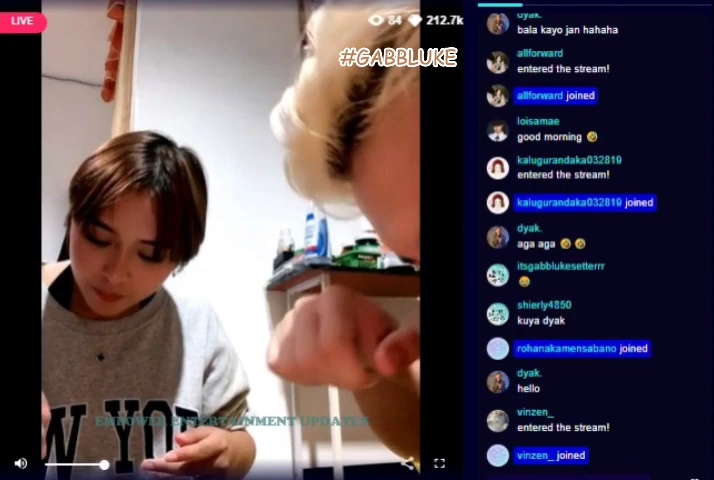 LIVE
84 212.7k
#GABBLUKE
W YO
EMPOWER ENTERTAINMENT UPDATES
dyak.
bala kayo jan hahaha
allforward
entered the stream!
allforward joined
loisamae
good morning 🤣
kalugurandaka032819
entered the stream!
kalugurandaka032819 joined
dyak.
aga aga 🤣 🤣
itsgabblukesetterrr
shierly4850
kuya dyak
rohanakamensabano joined
dyak.
hello
vinzen_
entered the stream!
vinzen_ joined